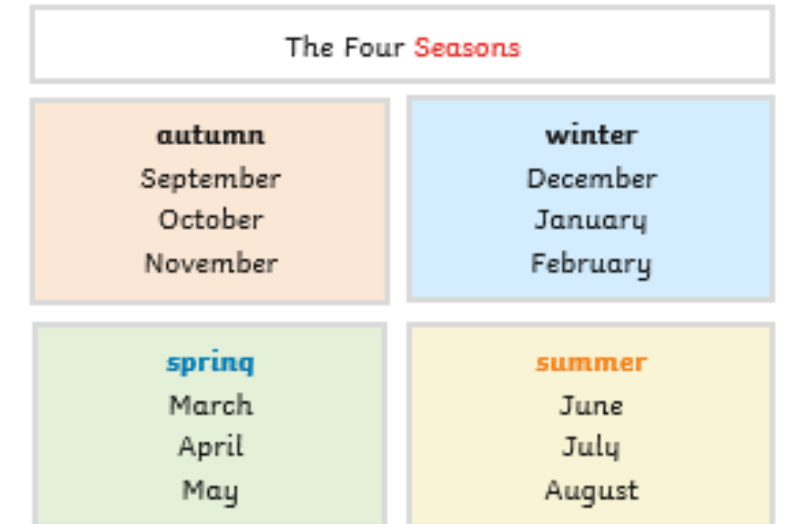 The Four Seasons
autumn
September
October
November
winter
December
January
February
spring
March
April
May
summer
June
July
August